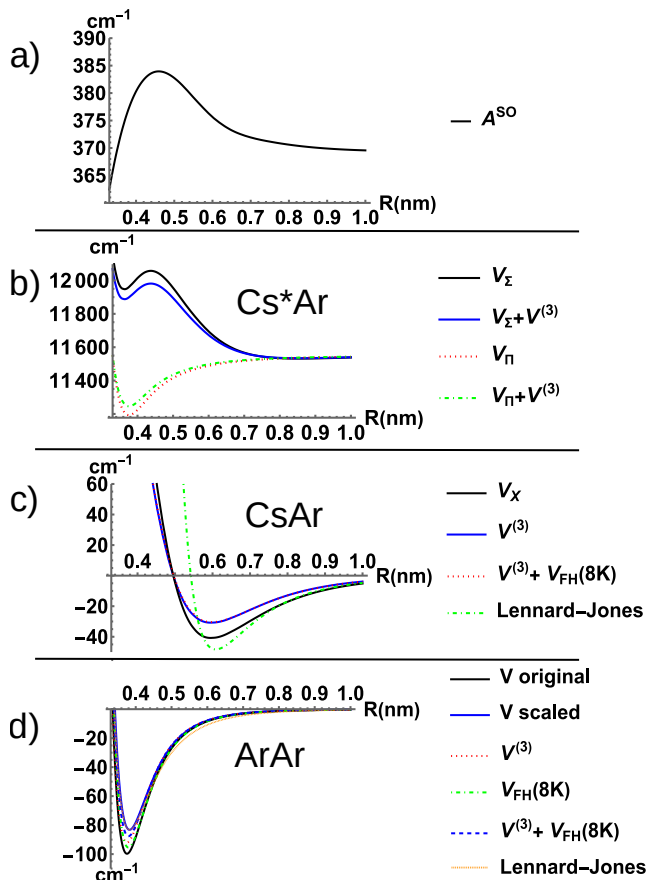 cm⁻¹
a)
390
385
380
375
370
365
A^SO
0.4 0.5 0.6 0.7 0.8 0.9 1.0
R(nm)
cm⁻¹
b)
12 000
11 800
11 600
11 400
Cs*Ar
V_Σ
V_Σ+V⁽³⁾
V_Π
V_Π+V⁽³⁾
0.4 0.5 0.6 0.7 0.8 0.9 1.0
R(nm)
cm⁻¹
c)
60
40
20
−20
−40
CsAr
0.4 0.5 0.6 0.7 0.8 0.9 1.0
R(nm)
V_X
V⁽³⁾
V⁽³⁾+ V_FH(8K)
Lennard–Jones
0.4 0.5 0.6 0.7 0.8 0.9 1.0
R(nm)
d)
−20
−40
−60
−80
−100
cm⁻¹
ArAr
V original
V scaled
V⁽³⁾
V_FH(8K)
V⁽³⁾+ V_FH(8K)
Lennard–Jones